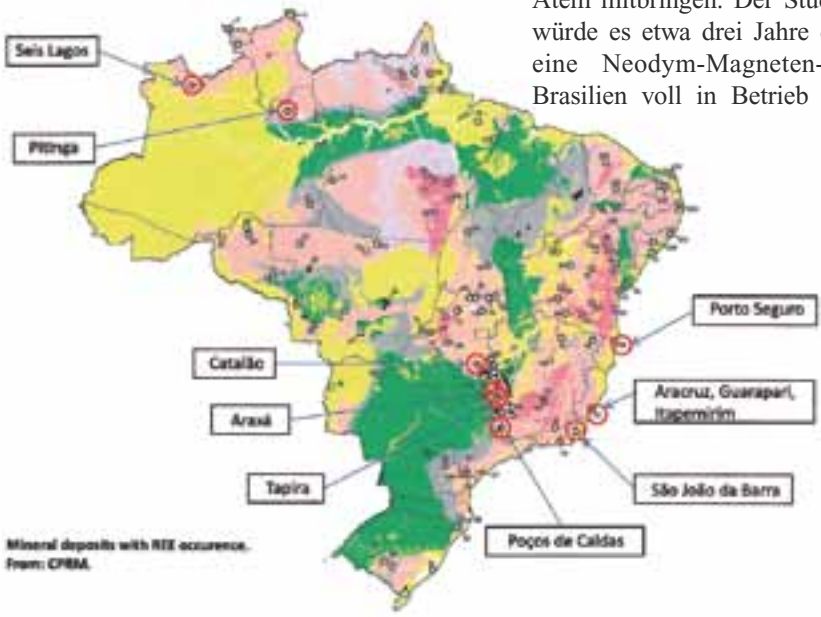 Atem mitbringen. Der Stud
würde es etwa drei Jahre
eine Neodym-Magneten-
Brasilien voll in Betrieb
Seis Lagos
Pitinga
Porto Seguro
Catalão
Aracruz, Guarapari,
Itapemirim
Araxá
Tapira
São João da Barra
Poços de Caldas
Mineral deposits with REE occurence.
From: CPRM.